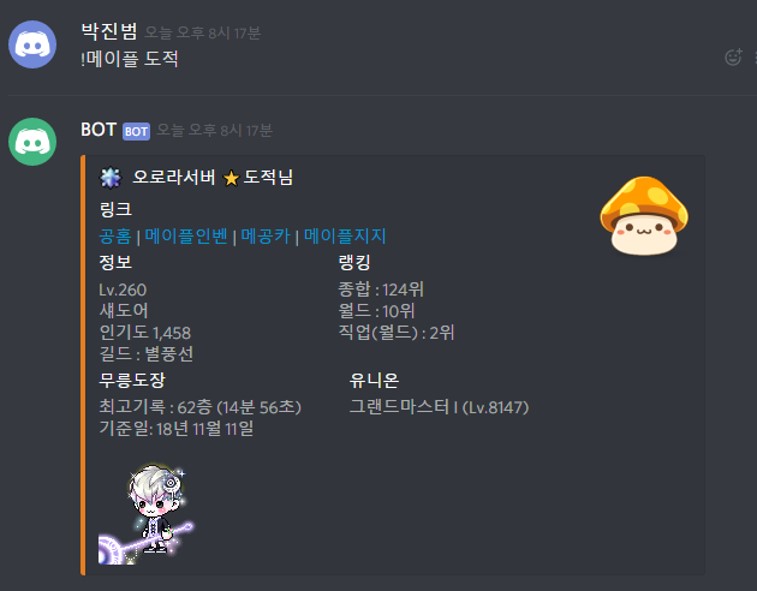 박진범 오늘 오후 8시 17분
!메이플 도적
BOT BOT 오늘 오후 8시 17분
오로라서버 ⭐도적님
링크
공홈 | 메이플인벤 | 메공카 | 메이플지지
정보
Lv.260
섀도어
인기도 1,458
길드 : 별풍선
랭킹
종합 : 124위
월드 : 10위
직업(월드) : 2위
무릉도장
최고기록 : 62층 (14분 56초)
기준일: 18년 11월 11일
유니온
그랜드마스터 I (Lv.8147)